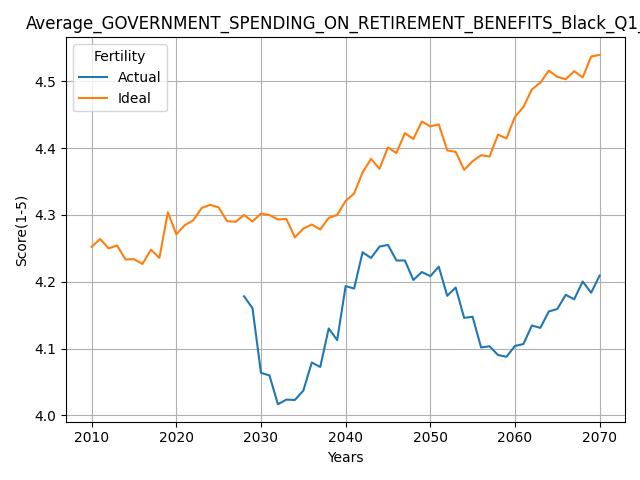 Average_GOVERNMENT_SPENDING_ON_RETIREMENT_BENEFITS_Black_Q1_
Fertility
Actual
Ideal
4.5
4.4
4.3
4.2
4.1
4.0
Score(1-5)
2010 2020 2030 2040 2050 2060 2070
Years